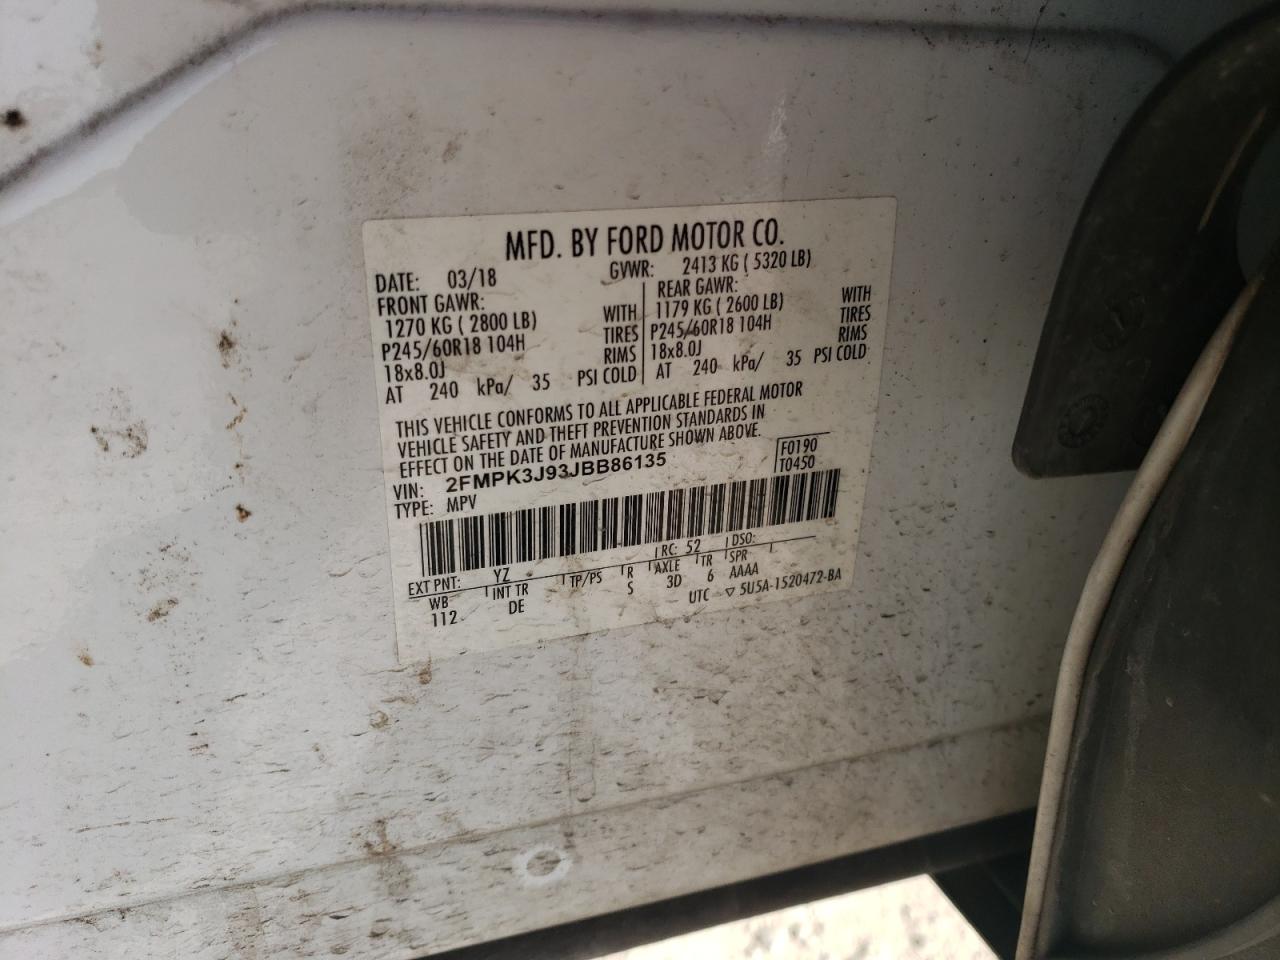 MFD. BY FORD MOTOR CO.
DATE: 03/18 GVWR: 2413 KG ( 5320 LB)
FRONT GAWR: REAR GAWR:
1270 KG ( 2800 LB) WITH 1179 KG ( 2600 LB) WITH
P245/60R18 104H TIRES P245/60R18 104H TIRES
18x8.0J RIMS 18x8.0J RIMS
AT 240 kPa/ 35 PSI COLD AT 240 kPa/ 35 PSI COLD
THIS VEHICLE CONFORMS TO ALL APPLICABLE FEDERAL MOTOR
VEHICLE SAFETY AND THEFT PREVENTION STANDARDS IN
EFFECT ON THE DATE OF MANUFACTURE SHOWN ABOVE.
VIN: 2FMPK3J93JBB86135 F0190
TYPE: MPV T0450
EXT PNT: YZ RC: 52 DSO:
WB INT TR TP/PS R AXLE TR SPR
112 DE S 3D 6 AAAA
UTC ▽ 5U5A-1520472-BA